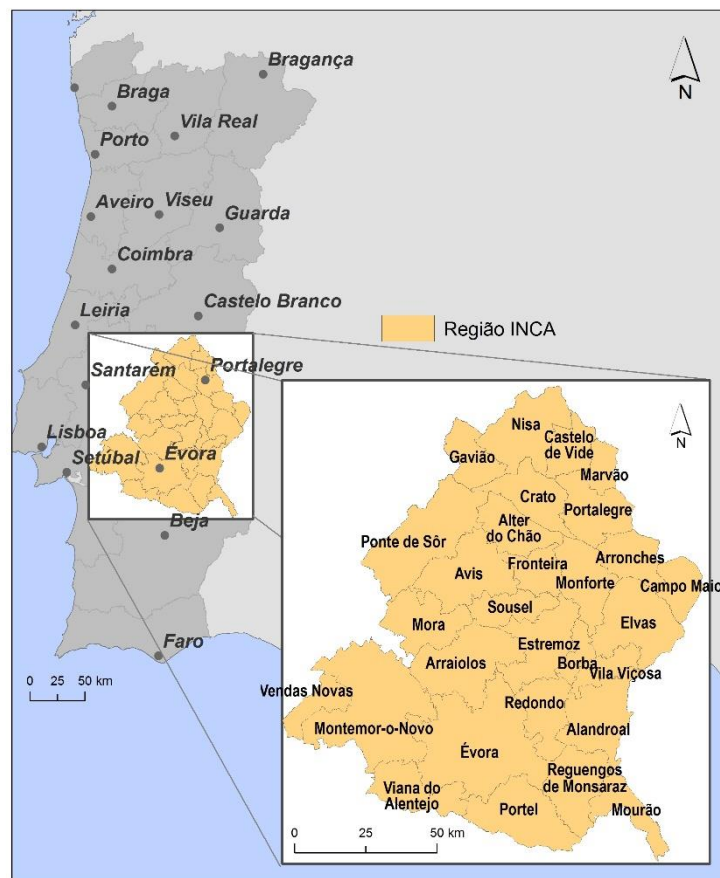 Bragança
N
Braga
Vila Real
Porto
Aveiro
Viseu
Guarda
Coimbra
Castelo Branco
Leiria
Região INCA
Santarém
Portalegre
Lisboa
Setúbal
Évora
Beja
Faro
0 25 50 km
N
Nisa
Castelo
de Vide
Gavião
Marvão
Crato
Portalegre
Alter
do Chão
Ponte de Sôr
Arronches
Fronteira
Avis
Monforte
Campo Maior
Sousel
Mora
Elvas
Estremoz
Arraiolos
Borba
Vila Viçosa
Vendas Novas
Redondo
Montemor-o-Novo
Alandroal
Évora
Reguengos
de Monsaraz
Viana do
Alentejo
Portel
Mourão
0 25 50 km